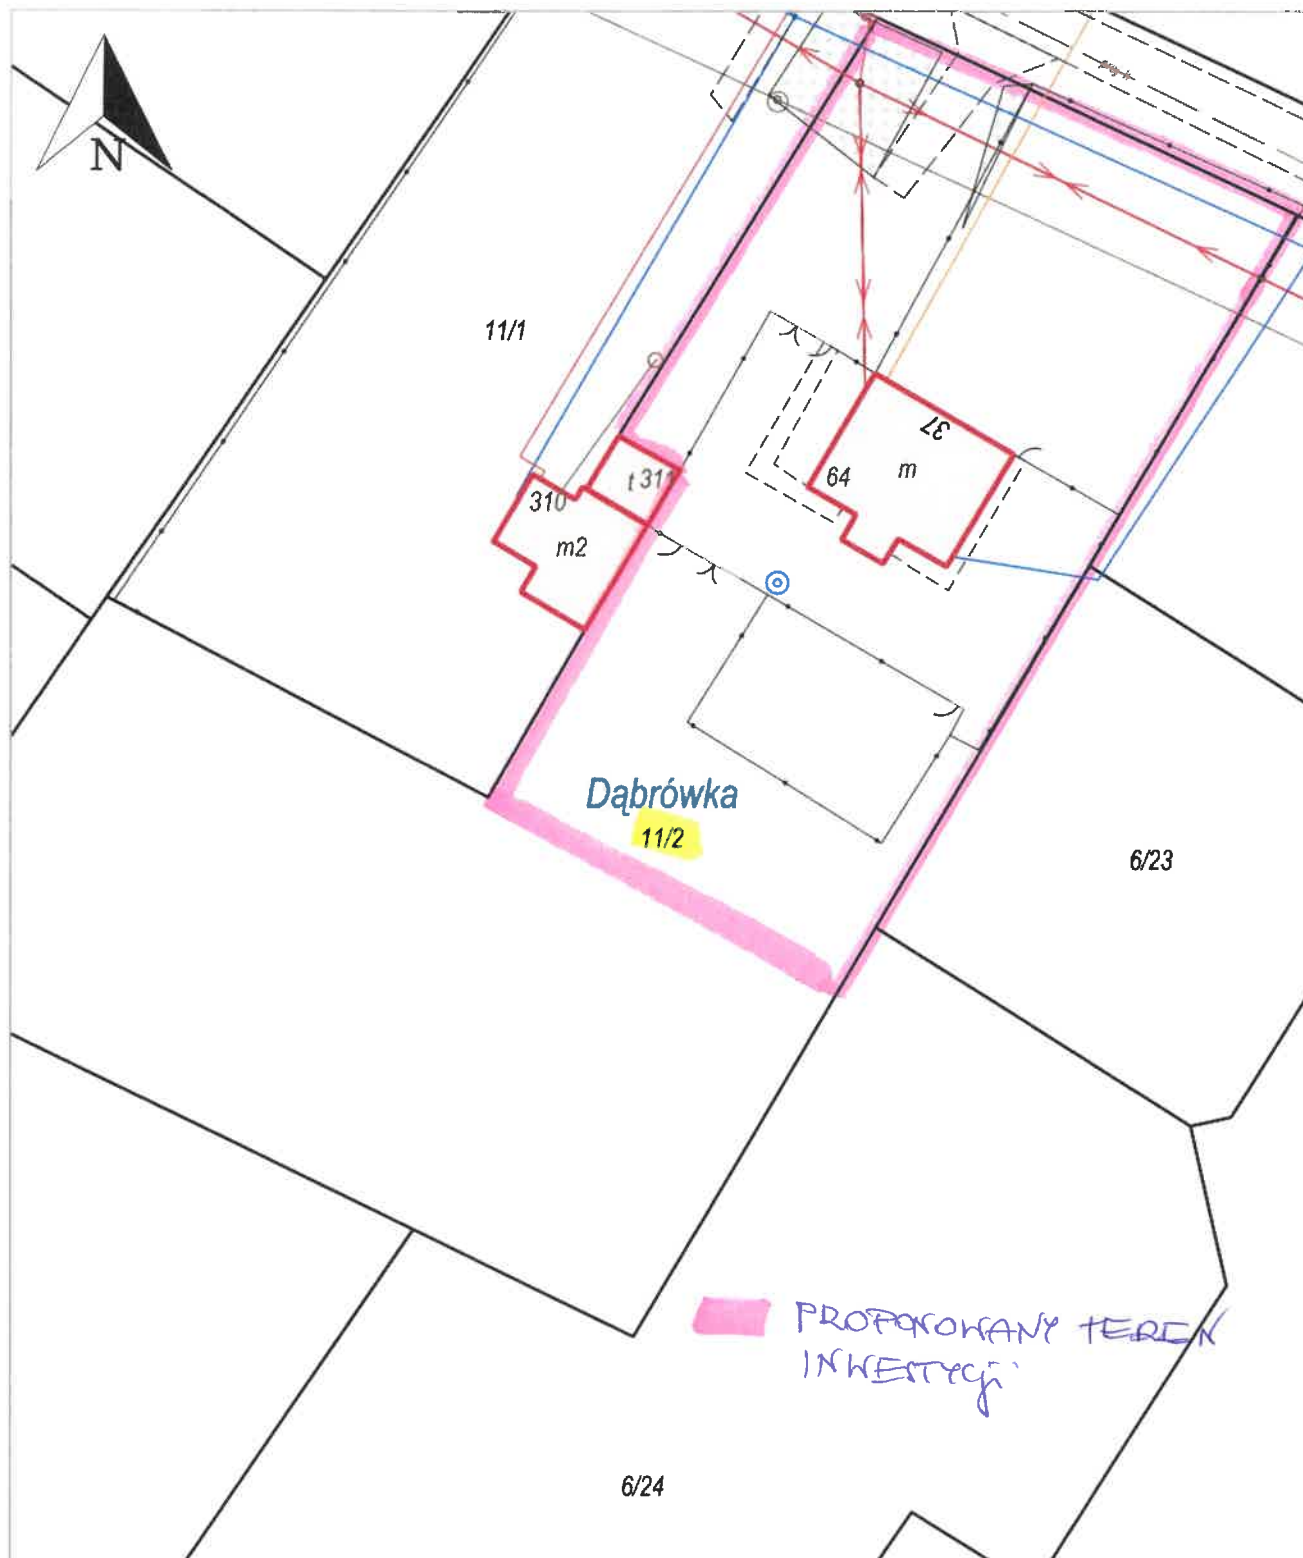 N
11/1
37
64
m
t 311
310
m2
Dąbrówka
11/2
6/23
PROPONOWANY TEREN
INWESTYCji
6/24